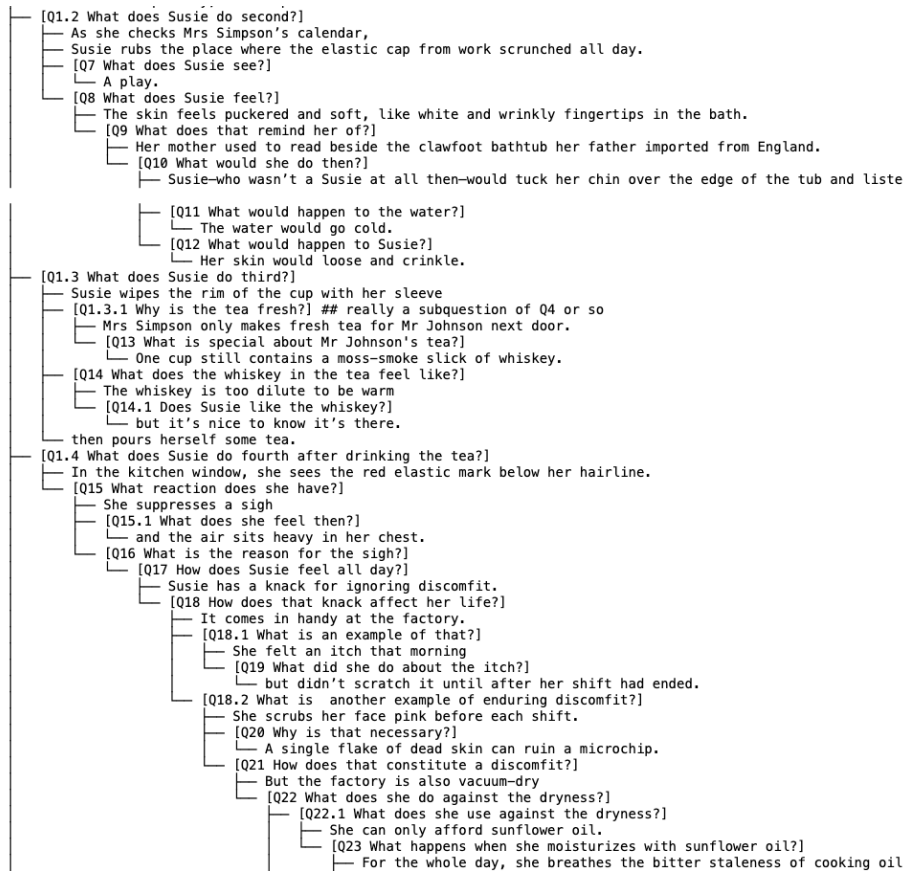 [Q1.2 What does Susie do second?]
As she checks Mrs Simpson's calendar,
Susie rubs the place where the elastic cap from work scrunched all day.
[Q7 What does Susie see?]
A play.
[Q8 What does Susie feel?]
The skin feels puckered and soft, like white and wrinkly fingertips in the bath.
[Q9 What does that remind her of?]
Her mother used to read beside the clawfoot bathtub her father imported from England.
[Q10 What would she do then?]
Susie—who wasn't a Susie at all then—would tuck her chin over the edge of the tub and liste
[Q11 What would happen to the water?]
The water would go cold.
[Q12 What would happen to Susie?]
Her skin would loose and crinkle.
[Q1.3 What does Susie do third?]
Susie wipes the rim of the cup with her sleeve
[Q1.3.1 Why is the tea fresh?] ## really a subquestion of Q4 or so
Mrs Simpson only makes fresh tea for Mr Johnson next door.
[Q13 What is special about Mr Johnson's tea?]
One cup still contains a moss-smoke slick of whiskey.
[Q14 What does the whiskey in the tea feel like?]
The whiskey is too dilute to be warm
[Q14.1 Does Susie like the whiskey?]
but it's nice to know it's there.
then pours herself some tea.
[Q1.4 What does Susie do fourth after drinking the tea?]
In the kitchen window, she sees the red elastic mark below her hairline.
[Q15 What reaction does she have?]
She suppresses a sigh
[Q15.1 What does she feel then?]
and the air sits heavy in her chest.
[Q16 What is the reason for the sigh?]
[Q17 How does Susie feel all day?]
Susie has a knack for ignoring discomfit.
[Q18 How does that knack affect her life?]
It comes in handy at the factory.
[Q18.1 What is an example of that?]
She felt an itch that morning
[Q19 What did she do about the itch?]
but didn't scratch it until after her shift had ended.
[Q18.2 What is  another example of enduring discomfit?]
She scrubs her face pink before each shift.
[Q20 Why is that necessary?]
A single flake of dead skin can ruin a microchip.
[Q21 How does that constitute a discomfit?]
But the factory is also vacuum-dry
[Q22 What does she do against the dryness?]
[Q22.1 What does she use against the dryness?]
She can only afford sunflower oil.
[Q23 What happens when she moisturizes with sunflower oil?]
For the whole day, she breathes the bitter staleness of cooking oil